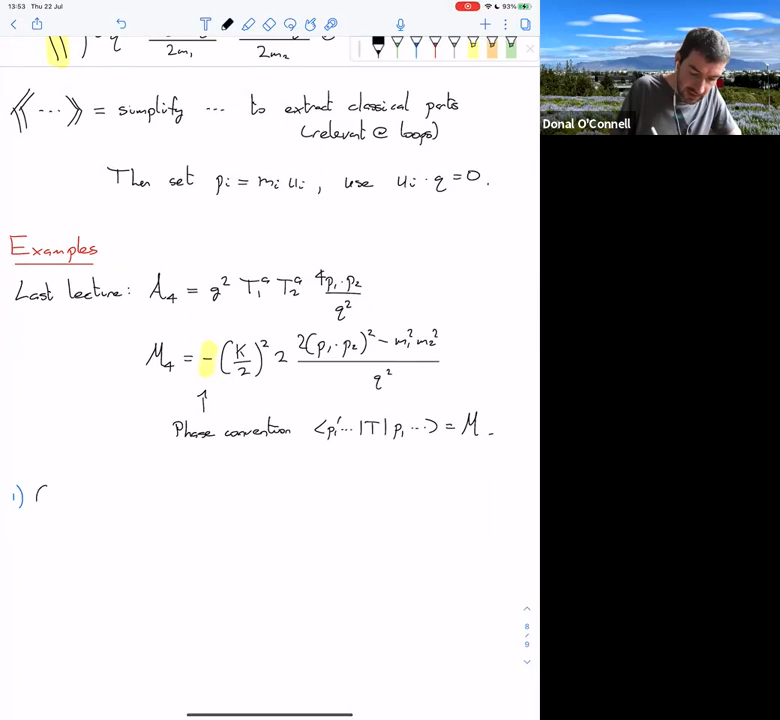 13:53 Thu 22 Jul
93%
2m₁ 2m₂
⟪···⟫ = simplify ··· to extract classical parts
(relevant @ loops)
Then set pᵢ = mᵢ uᵢ , use uᵢ · q = 0.
Examples
Last lecture: A₄ = g² T₁ᵃ T₂ᵃ 4p₁·p₂ / q²
M₄ = - (K/2)² 2 (2(p₁·p₂)² - m₁² m₂²) / q²
↑
Phase convention <p₁'···|T|p₁ ···> = M.
1)
8
/
9
Donal O'Connell